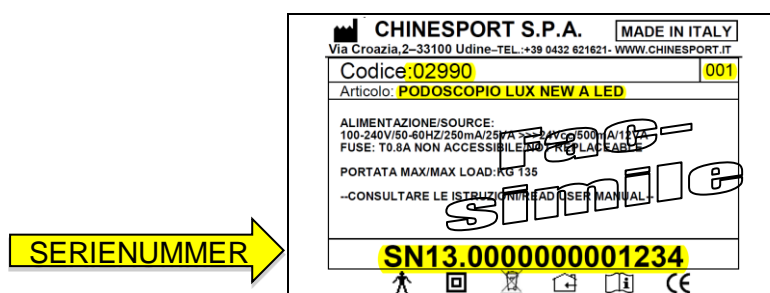 CHINESPORT S.P.A. MADE IN ITALY
Via Croazia,2–33100 Udine–TEL.:+39 0432 621621- WWW.CHINESPORT.IT
Codice:02990 001
Articolo: PODOSCOPIO LUX NEW A LED
ALIMENTAZIONE/SOURCE:
100-240V/50-60HZ/250mA/25VA >>>24Vcc/500mA/12VA
FUSE: T0.8A NON ACCESSIBILE/NOT REPLACEABLE
PORTATA MAX/MAX LOAD:KG 135
--CONSULTARE LE ISTRUZIONI/READ USER MANUAL--
Fac-
simile
SERIENUMMER
SN13.0000000001234
CE